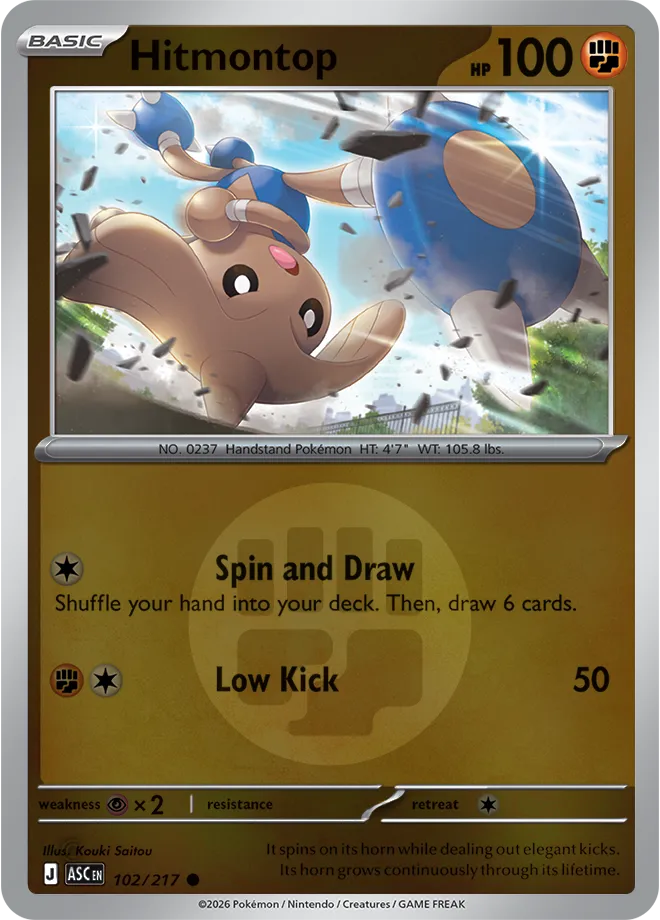 BASIC
Hitmontop
HP 100
NO. 0237 Handstand Pokémon HT: 4'7" WT: 105.8 lbs.
Spin and Draw
Shuffle your hand into your deck. Then, draw 6 cards.
Low Kick 50
weakness ×2 resistance retreat
Illus. Kouki Saitou
It spins on its horn while dealing out elegant kicks.
Its horn grows continuously through its lifetime.
J ASC EN 102/217
©2026 Pokémon / Nintendo / Creatures / GAME FREAK